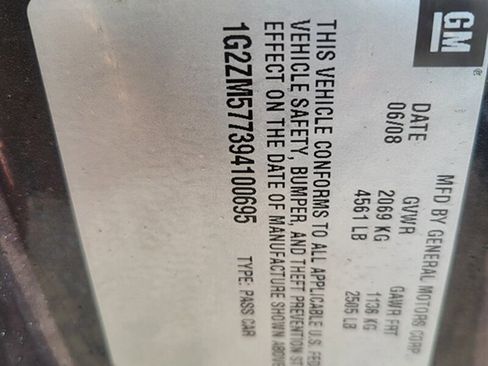 GM
MFD BY GENERAL MOTORS CORP
DATE GVWR GAWR FRT
06/08 2069 KG 1136 KG
4561 LB 2505 LB
THIS VEHICLE CONFORMS TO ALL APPLICABLE U.S. FED
VEHICLE SAFETY, BUMPER, AND THEFT PREVENTION ST
EFFECT ON THE DATE OF MANUFACTURE SHOWN ABOVE
1G2ZM577394100695 TYPE: PASS CAR